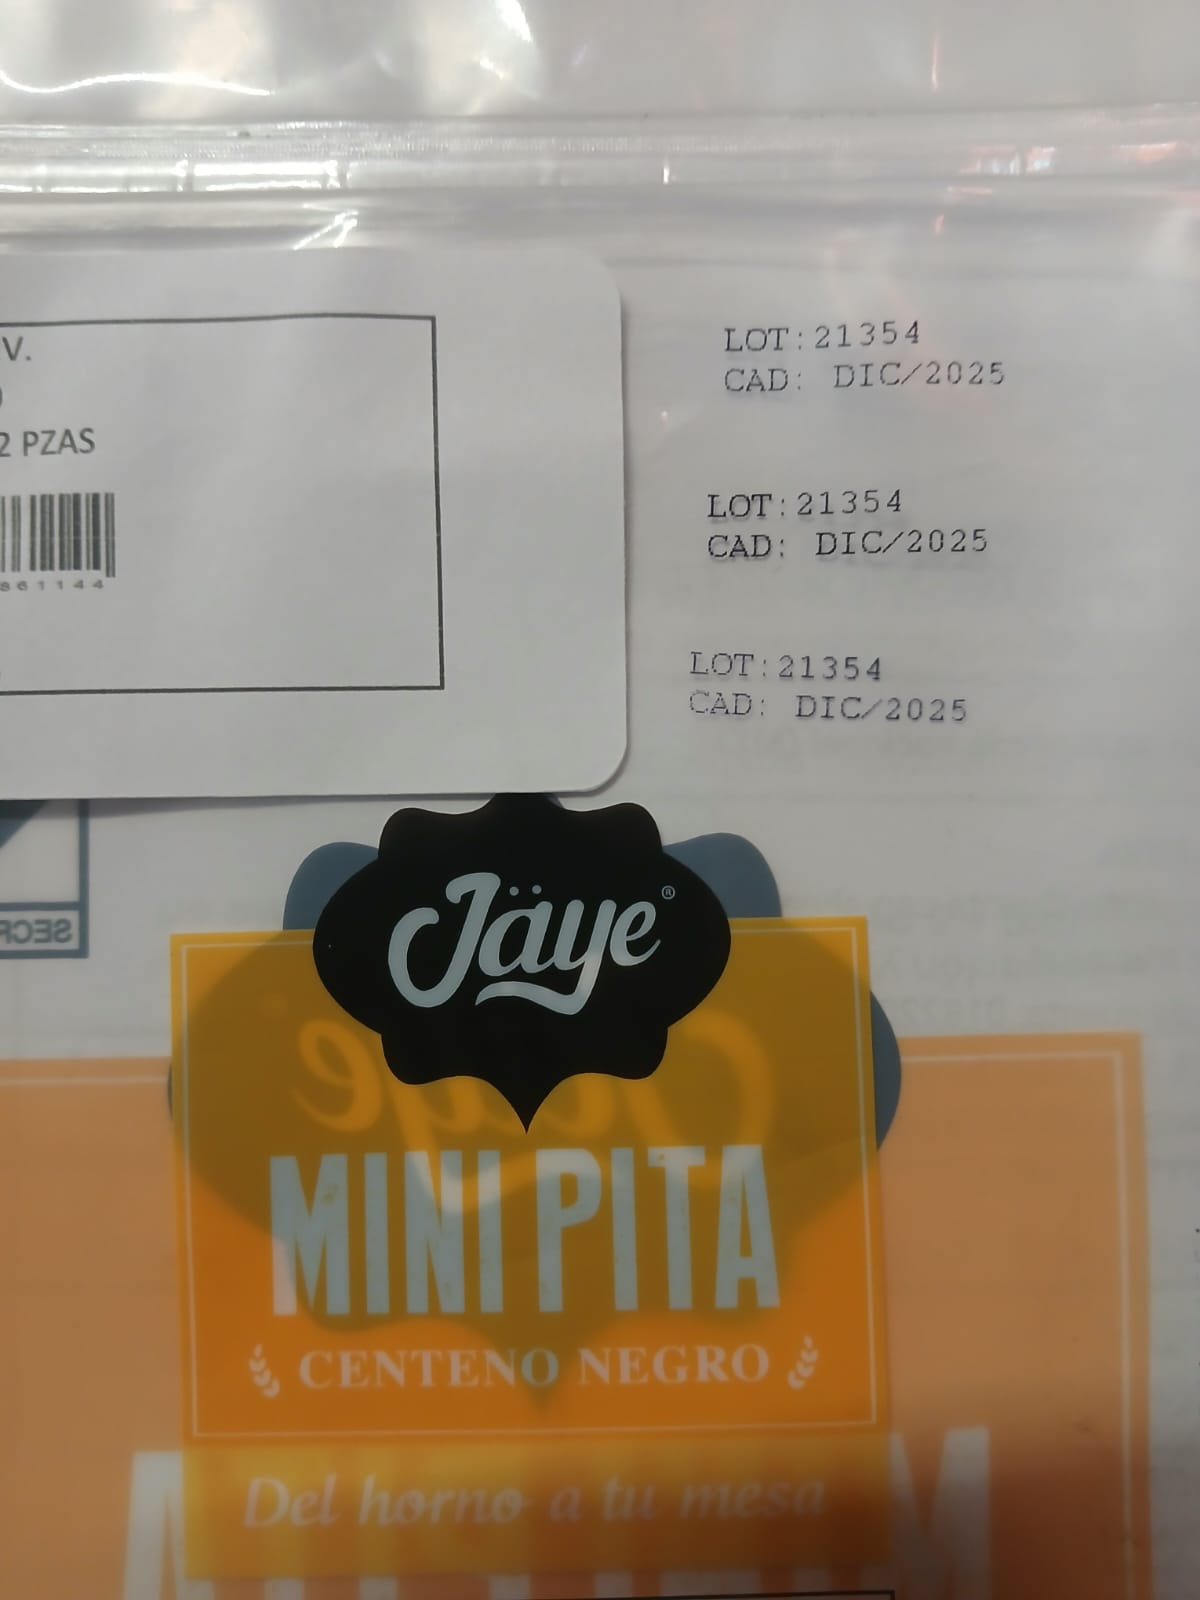 .V.
2 PZAS
861144
LOT:21354
CAD: DIC/2025
LOT:21354
CAD: DIC/2025
LOT:21354
CAD: DIC/2025
Jäye®
MINI PITA
CENTENO NEGRO
Del horno a tu mesa